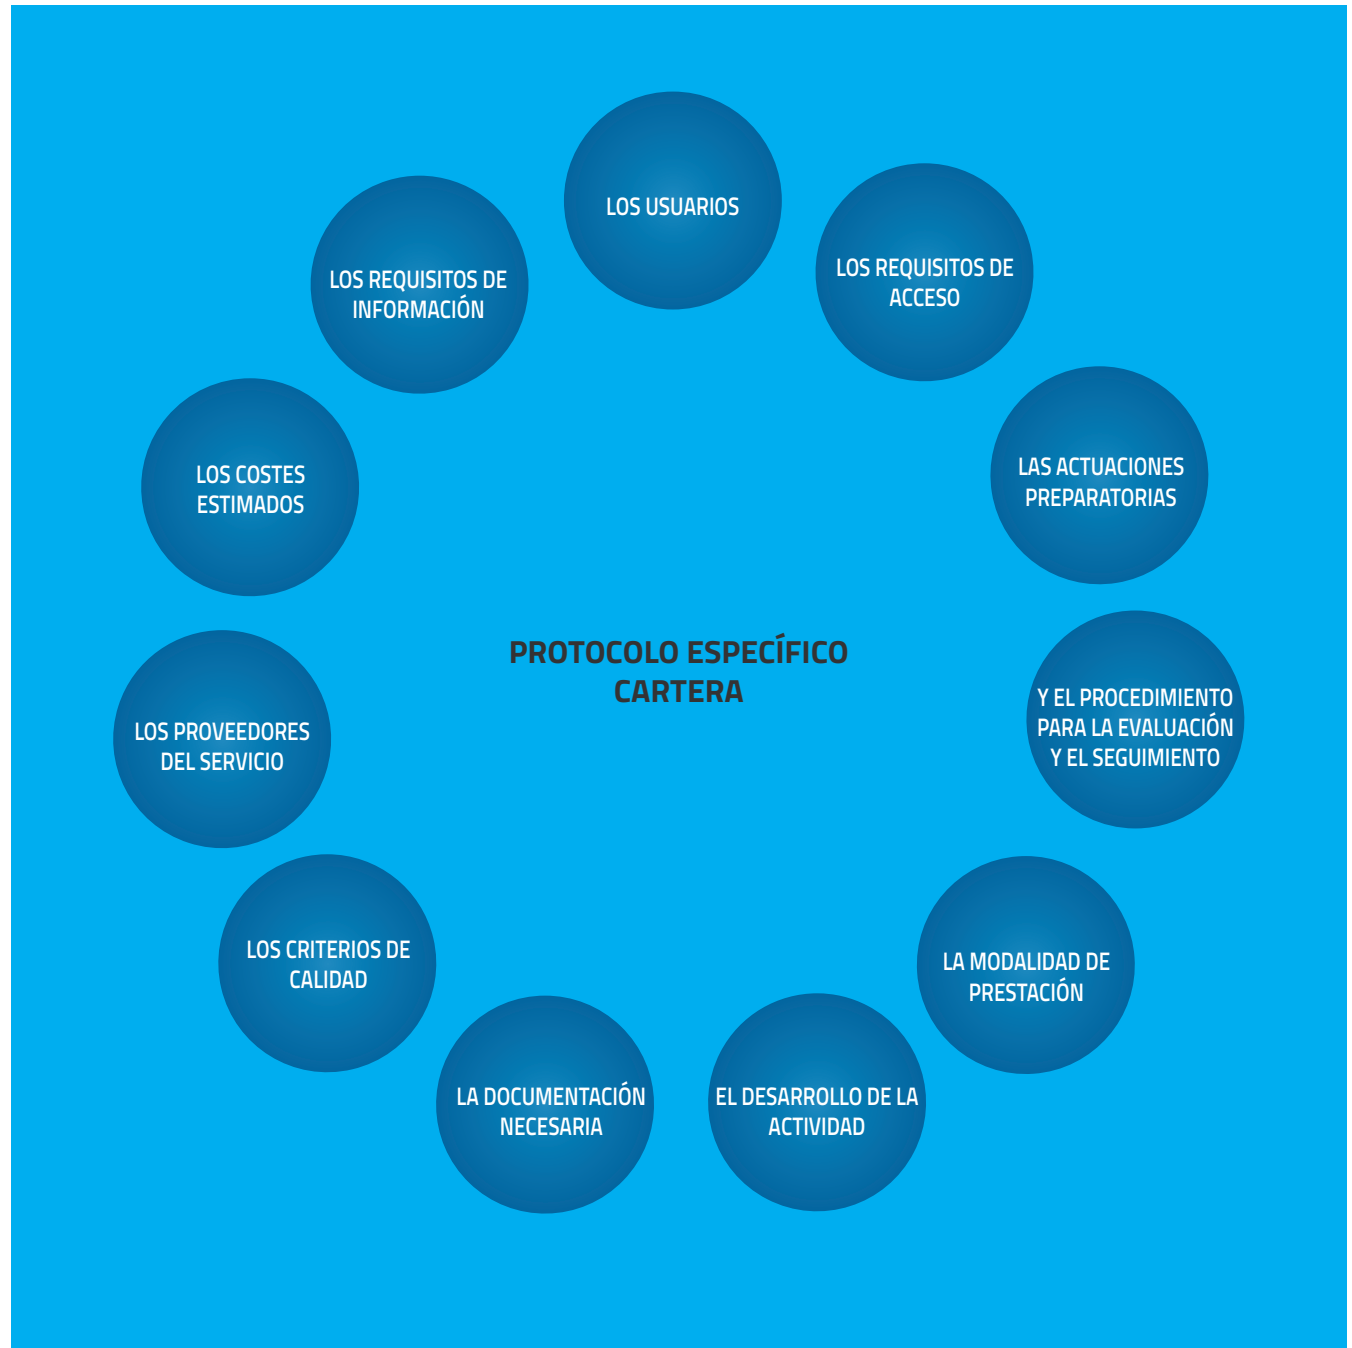 LOS USUARIOS
LOS REQUISITOS DE
ACCESO
LAS ACTUACIONES
PREPARATORIAS
Y EL PROCEDIMIENTO
PARA LA EVALUACIÓN
Y EL SEGUIMIENTO
LA MODALIDAD DE
PRESTACIÓN
EL DESARROLLO DE LA
ACTIVIDAD
LA DOCUMENTACIÓN
NECESARIA
LOS CRITERIOS DE
CALIDAD
LOS PROVEEDORES
DEL SERVICIO
LOS COSTES
ESTIMADOS
LOS REQUISITOS DE
INFORMACIÓN
PROTOCOLO ESPECÍFICO
CARTERA